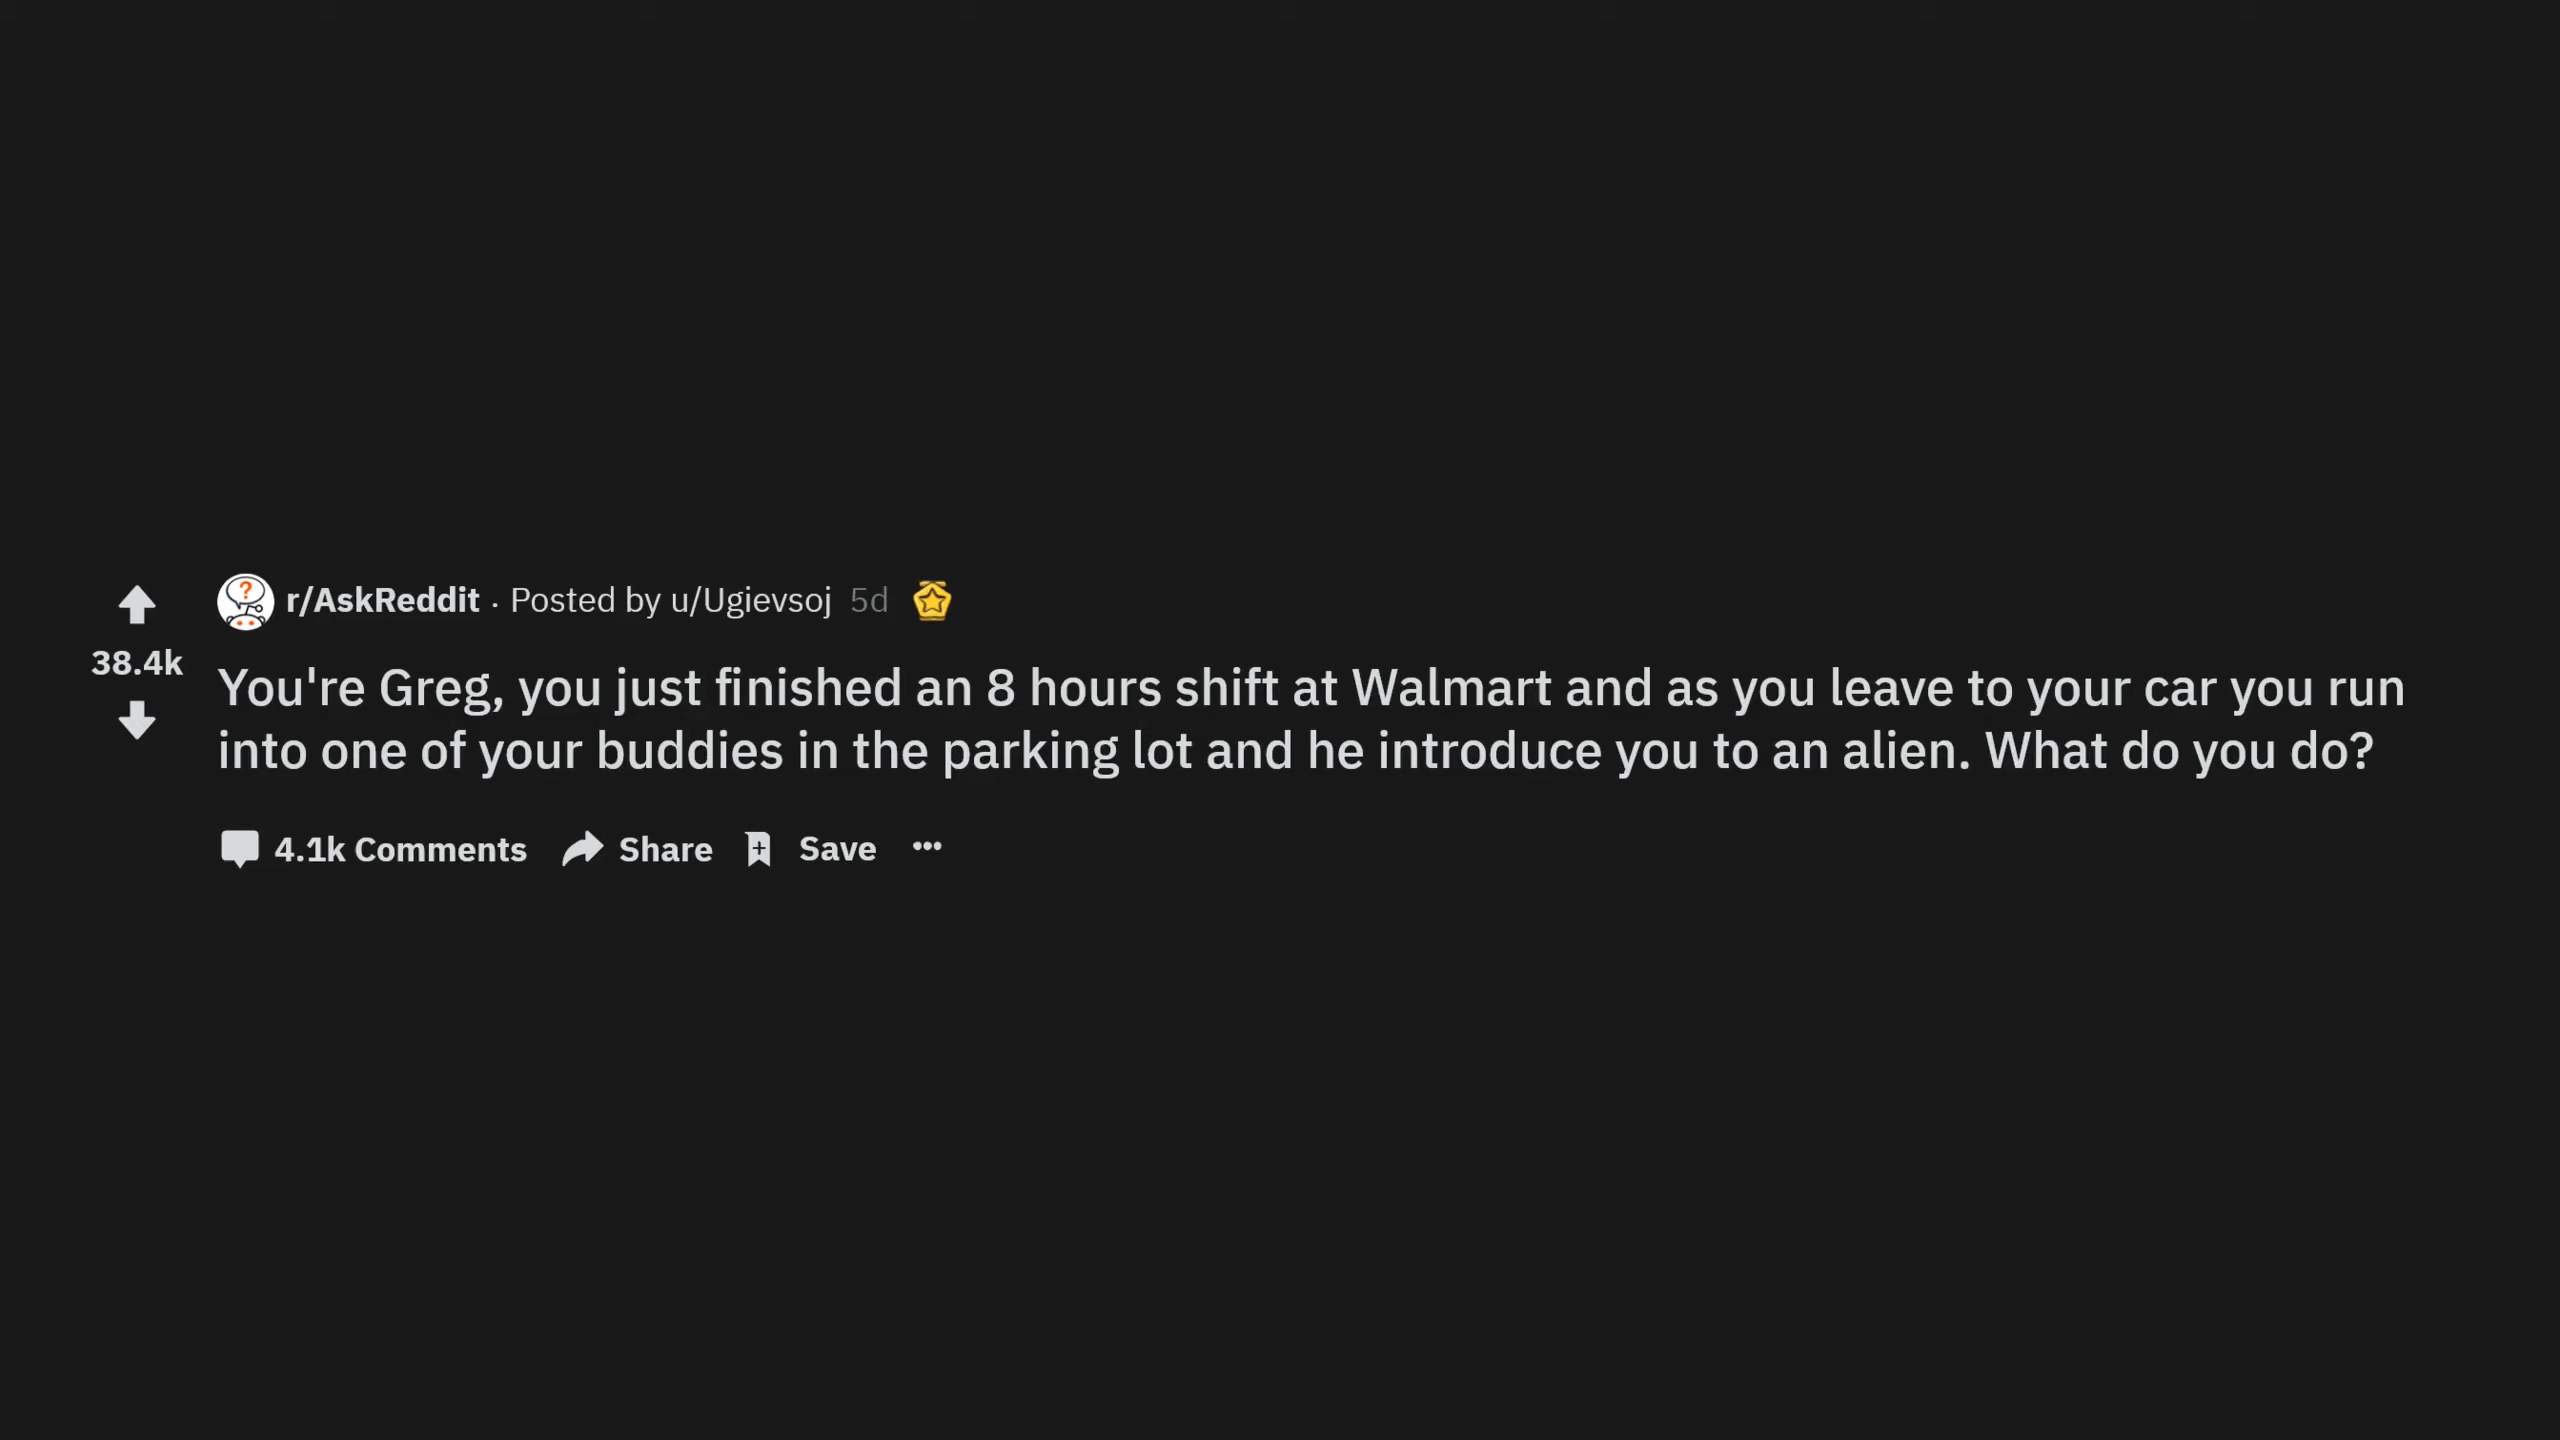 r/AskReddit · Posted by u/Ugievsoj 5d
38.4k
You're Greg, you just finished an 8 hours shift at Walmart and as you leave to your car you run
into one of your buddies in the parking lot and he introduce you to an alien. What do you do?
4.1k Comments Share Save ···